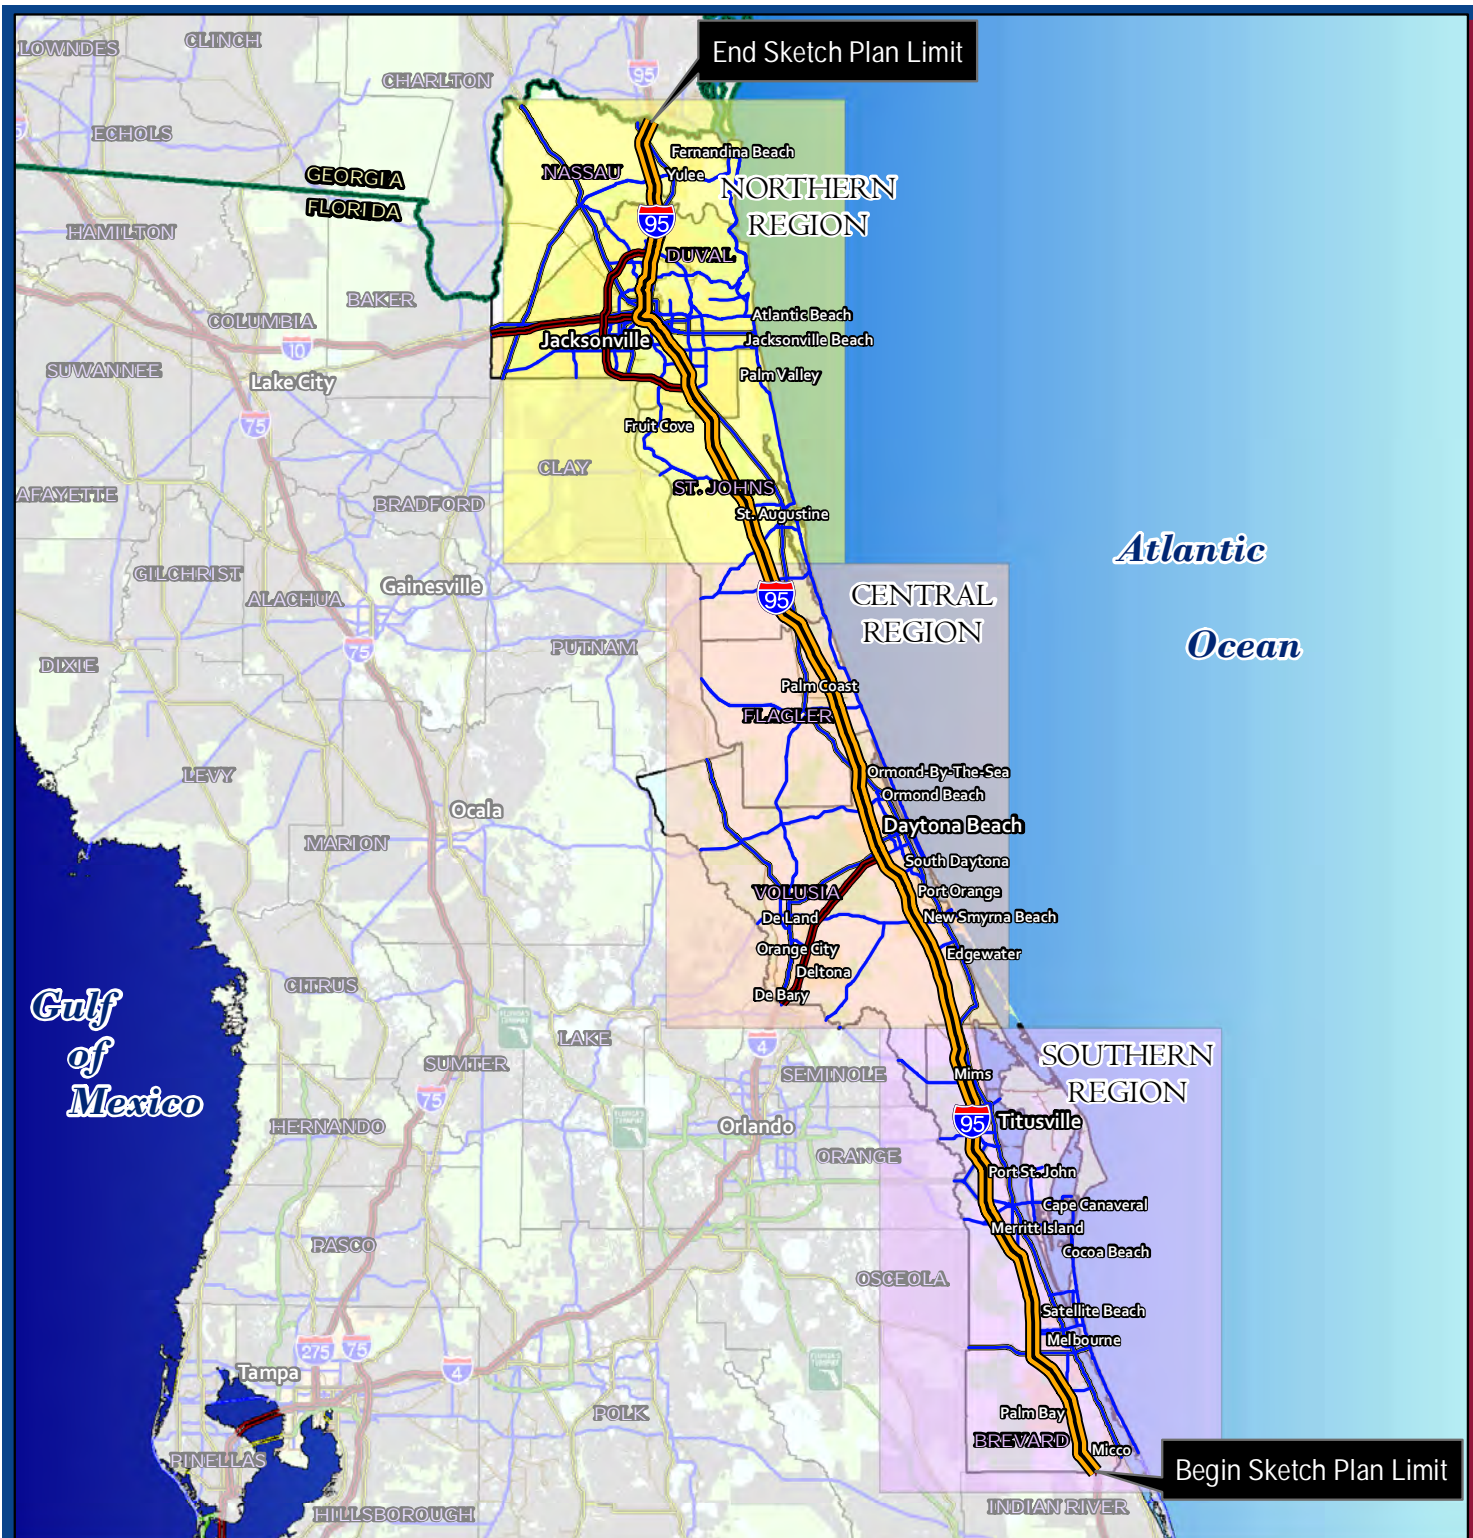 End Sketch Plan Limit
LOWNDES
CLINCH
CHARLTON
95
ECHOLS
Fernandina Beach
NASSAU
Yulee
GEORGIA
FLORIDA
NORTHERN
REGION
95
HAMILTON
DUVAL
BAKER
COLUMBIA
Atlantic Beach
Jacksonville
Jacksonville Beach
10
SUWANNEE
Lake City
Palm Valley
75
Fruit Cove
CLAY
ST. JOHNS
AFAYETTE
BRADFORD
St. Augustine
Atlantic
Ocean
GILCHRIST
ALACHUA
Gainesville
95
CENTRAL
REGION
75
PUTNAM
DIXIE
Palm Coast
FLAGLER
LEVY
Ormond-By-The-Sea
Ormond Beach
Ocala
Daytona Beach
MARION
South Daytona
VOLUSIA
Port Orange
De Land
New Smyrna Beach
Orange City
Edgewater
Deltona
De Bary
CITRUS
Gulf
of
Mexico
FLORIDA'S
TURNPIKE
LAKE
4
SUMTER
SEMINOLE
SOUTHERN
REGION
Mims
75
FLORIDA'S
TURNPIKE
HERNANDO
Orlando
95
Titusville
ORANGE
Port St. John
Cape Canaveral
Merritt Island
PASCO
Cocoa Beach
OSCEOLA
Satellite Beach
Melbourne
275
75
4
FLORIDA'S
TURNPIKE
Tampa
POLK
Palm Bay
BREVARD
Micco
PINELLAS
Begin Sketch Plan Limit
HILLSBOROUGH
INDIAN RIVER